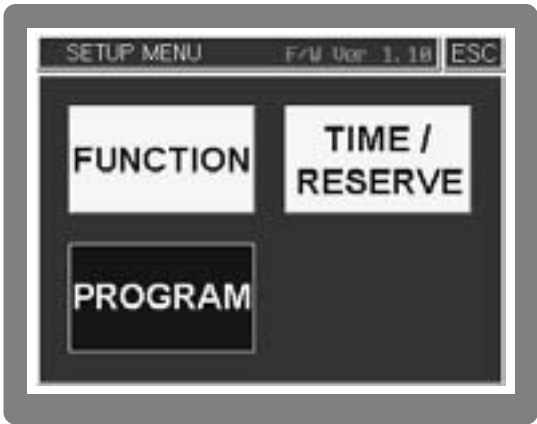 SETUP MENU F/W Ver 1.10 ESC
FUNCTION
TIME /
RESERVE
PROGRAM